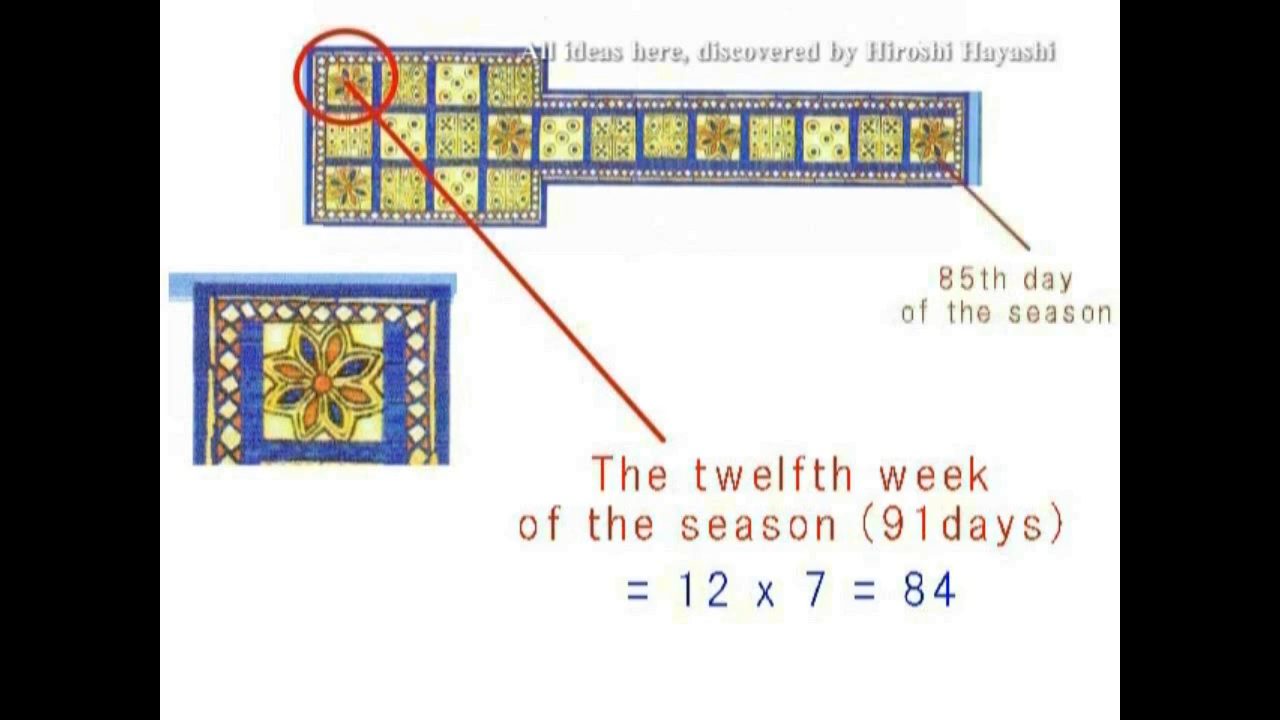 All ideas here, discovered by Hiroshi Hayashi
85th day
of the season
The twelfth week
of the season (91days)
= 12 x 7 = 84